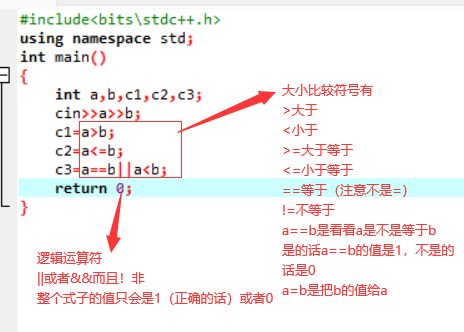 #include<bits\stdc++.h>
using namespace std;
int main()
{
int a,b,c1,c2,c3;
cin>>a>>b;
c1=a>b;
c2=a<=b;
c3=a==b||a<b;
return 0;
}
大小比较符号有
>大于
<小于
>=大于等于
<=小于等于
==等于（注意不是=）
!=不等于
a==b是看看a是不是等于b
是的话a==b的值是1，不是的
话是0
a=b是把b的值给a
逻辑运算符
||或者&&而且！非
整个式子的值只会是1（正确的话）或者0